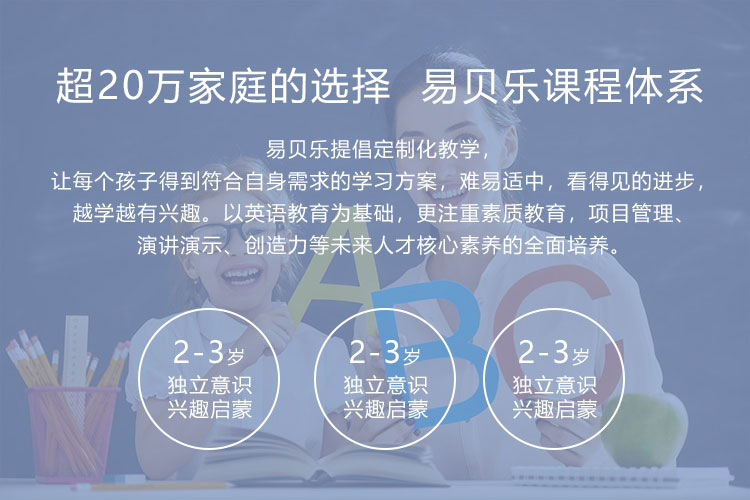 超20万家庭的选择 易贝乐课程体系
易贝乐提倡定制化教学，
让每个孩子得到符合自身需求的学习方案，难易适中，看得见的进步，
越学越有兴趣。以英语教育为基础，更注重素质教育，项目管理、
演讲演示、创造力等未来人才核心素养的全面培养。
ABC
2-3岁
独立意识
兴趣启蒙
2-3岁
独立意识
兴趣启蒙
2-3岁
独立意识
兴趣启蒙